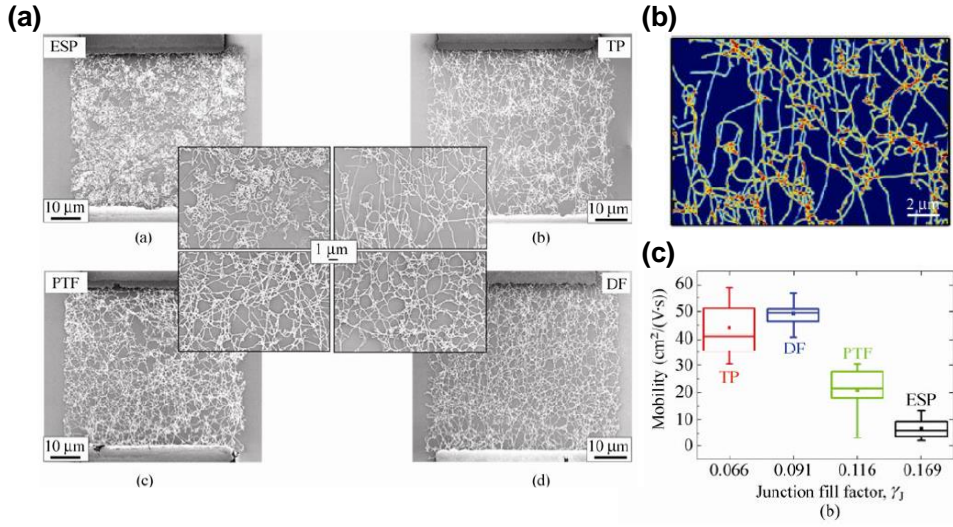 (a)
ESP
10 µm
(a)
TP
10 µm
(b)
1 µm
PTF
10 µm
(c)
DF
10 µm
(d)
(b)
2 µm
(c)
Mobility (cm²/(V·s))
60
50
40
30
20
10
0
TP
DF
PTF
ESP
0.066 0.091 0.116 0.169
Junction fill factor, γJ
(b)